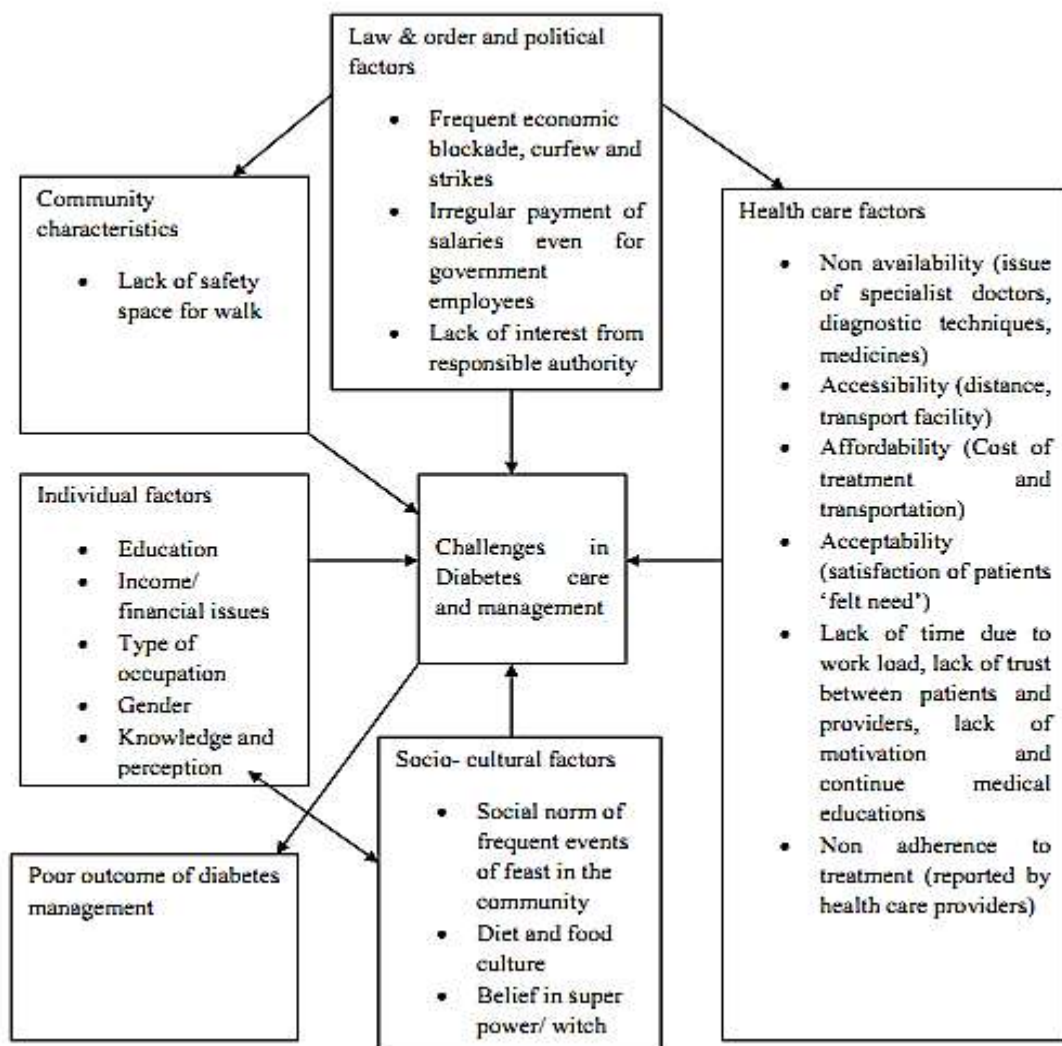 Law & order and political
factors
• Frequent economic
blockade, curfew and
strikes
• Irregular payment of
salaries even for
government
employees
• Lack of interest from
responsible authority
Community
characteristics
• Lack of safety
space for walk
Health care factors
• Non availability (issue
of specialist doctors,
diagnostic techniques,
medicines)
• Accessibility (distance,
transport facility)
• Affordability (Cost of
treatment and
transportation)
• Acceptability
(satisfaction of patients
‘felt need’)
• Lack of time due to
work load, lack of trust
between patients and
providers, lack of
motivation and
continue medical
educations
• Non adherence to
treatment (reported by
health care providers)
Individual factors
• Education
• Income/
financial issues
• Type of
occupation
• Gender
• Knowledge and
perception
Challenges in
Diabetes care
and management
Socio- cultural factors
• Social norm of
frequent events
of feast in the
community
• Diet and food
culture
• Belief in super
power/ witch
Poor outcome of diabetes
management